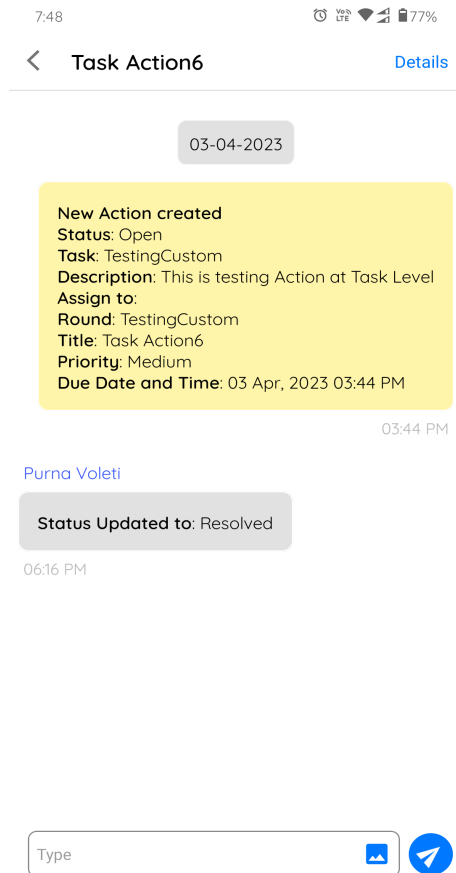 7:48
Vo)) LTE 77%
Task Action6
Details
03-04-2023
New Action created
Status: Open
Task: TestingCustom
Description: This is testing Action at Task Level
Assign to:
Round: TestingCustom
Title: Task Action6
Priority: Medium
Due Date and Time: 03 Apr, 2023 03:44 PM
03:44 PM
Purna Voleti
Status Updated to: Resolved
06:16 PM
Type